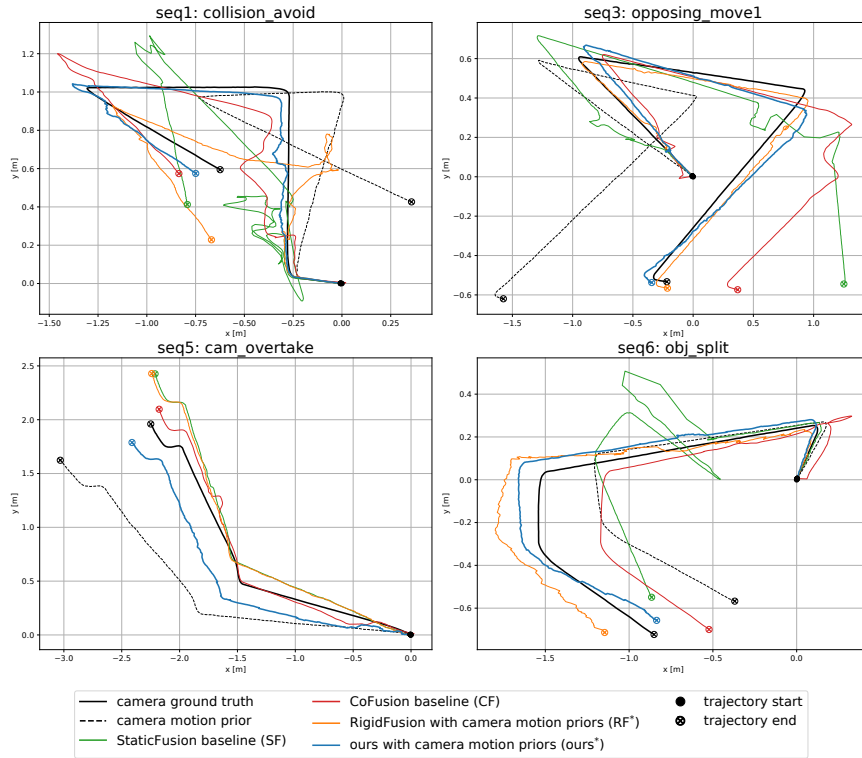 seq1: collision_avoid
1.2
1.0
0.8
0.6
0.4
0.2
0.0
y [m]
−1.50
−1.25
−1.00
−0.75
−0.50
−0.25
0.00
x [m]
seq3: opposing_move1
0.6
0.4
0.2
0.0
−0.2
−0.4
−0.6
y [m]
−1.5
−1.0
−0.5
0.0
0.5
1.0
x [m]
seq5: cam_overtake
2.5
2.0
1.5
1.0
0.5
0.0
y [m]
−3.0
−2.5
−2.0
−1.5
−1.0
−0.5
0.0
x [m]
seq6: obj_split
0.4
0.2
0.0
−0.2
−0.4
−0.6
y [m]
−1.5
−1.0
−0.5
0.0
x [m]
camera ground truth
camera motion prior
StaticFusion baseline (SF)
CoFusion baseline (CF)
RigidFusion with camera motion priors (RF*)
ours with camera motion priors (ours*)
trajectory start
trajectory end